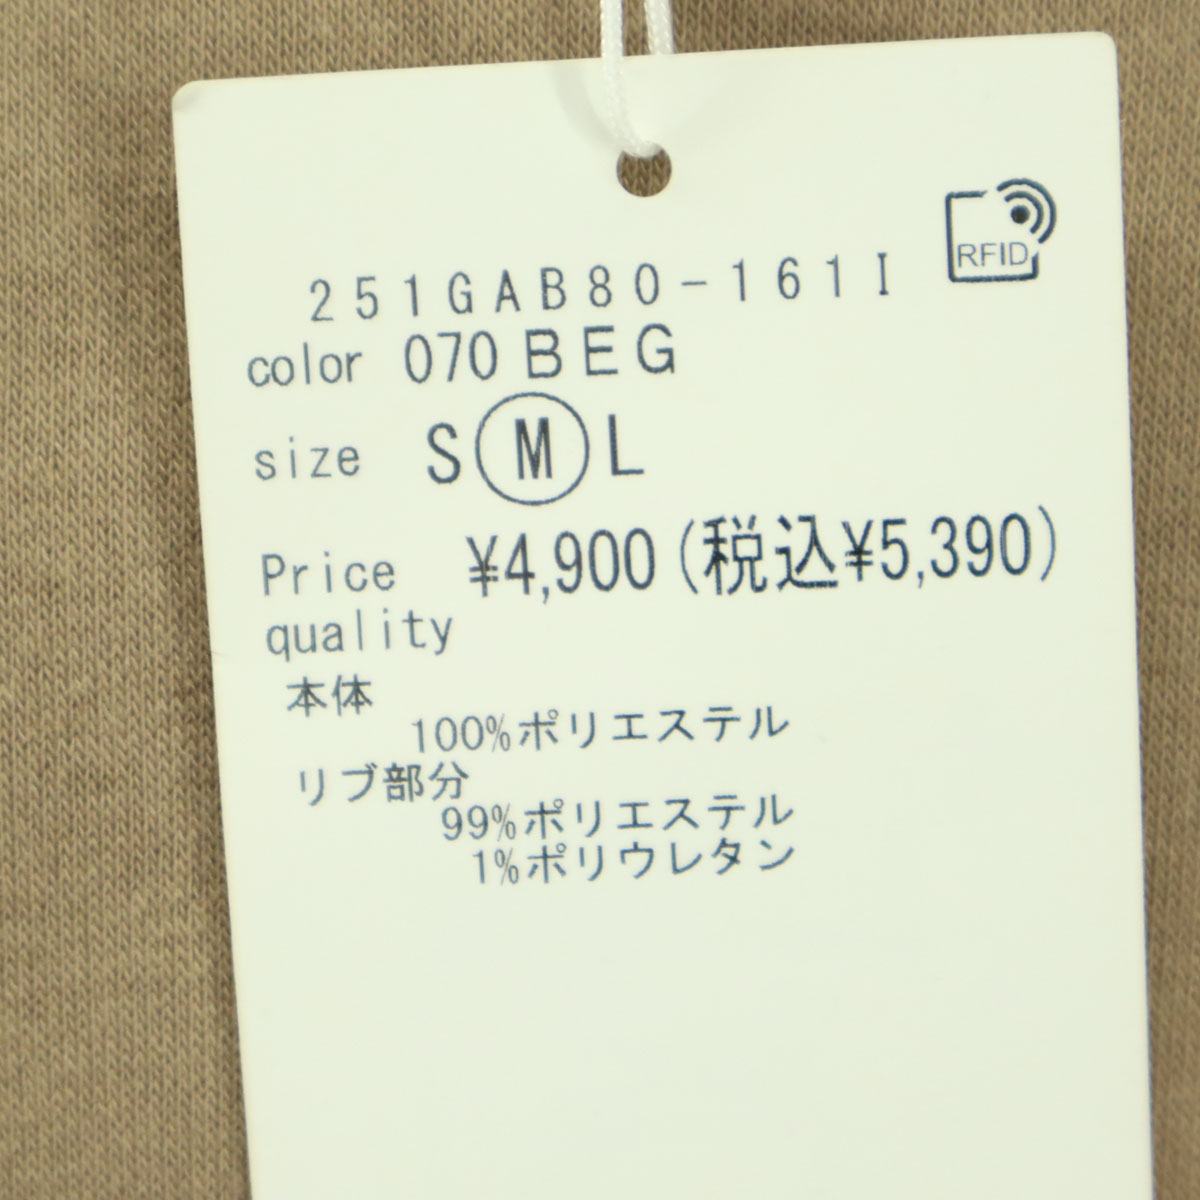 RFID
251GAB80-161I
color 070 BEG
size S M L
Price ¥4,900(税込¥5,390)
quality
本体
100%ポリエステル
リブ部分
99%ポリエステル
1%ポリウレタン